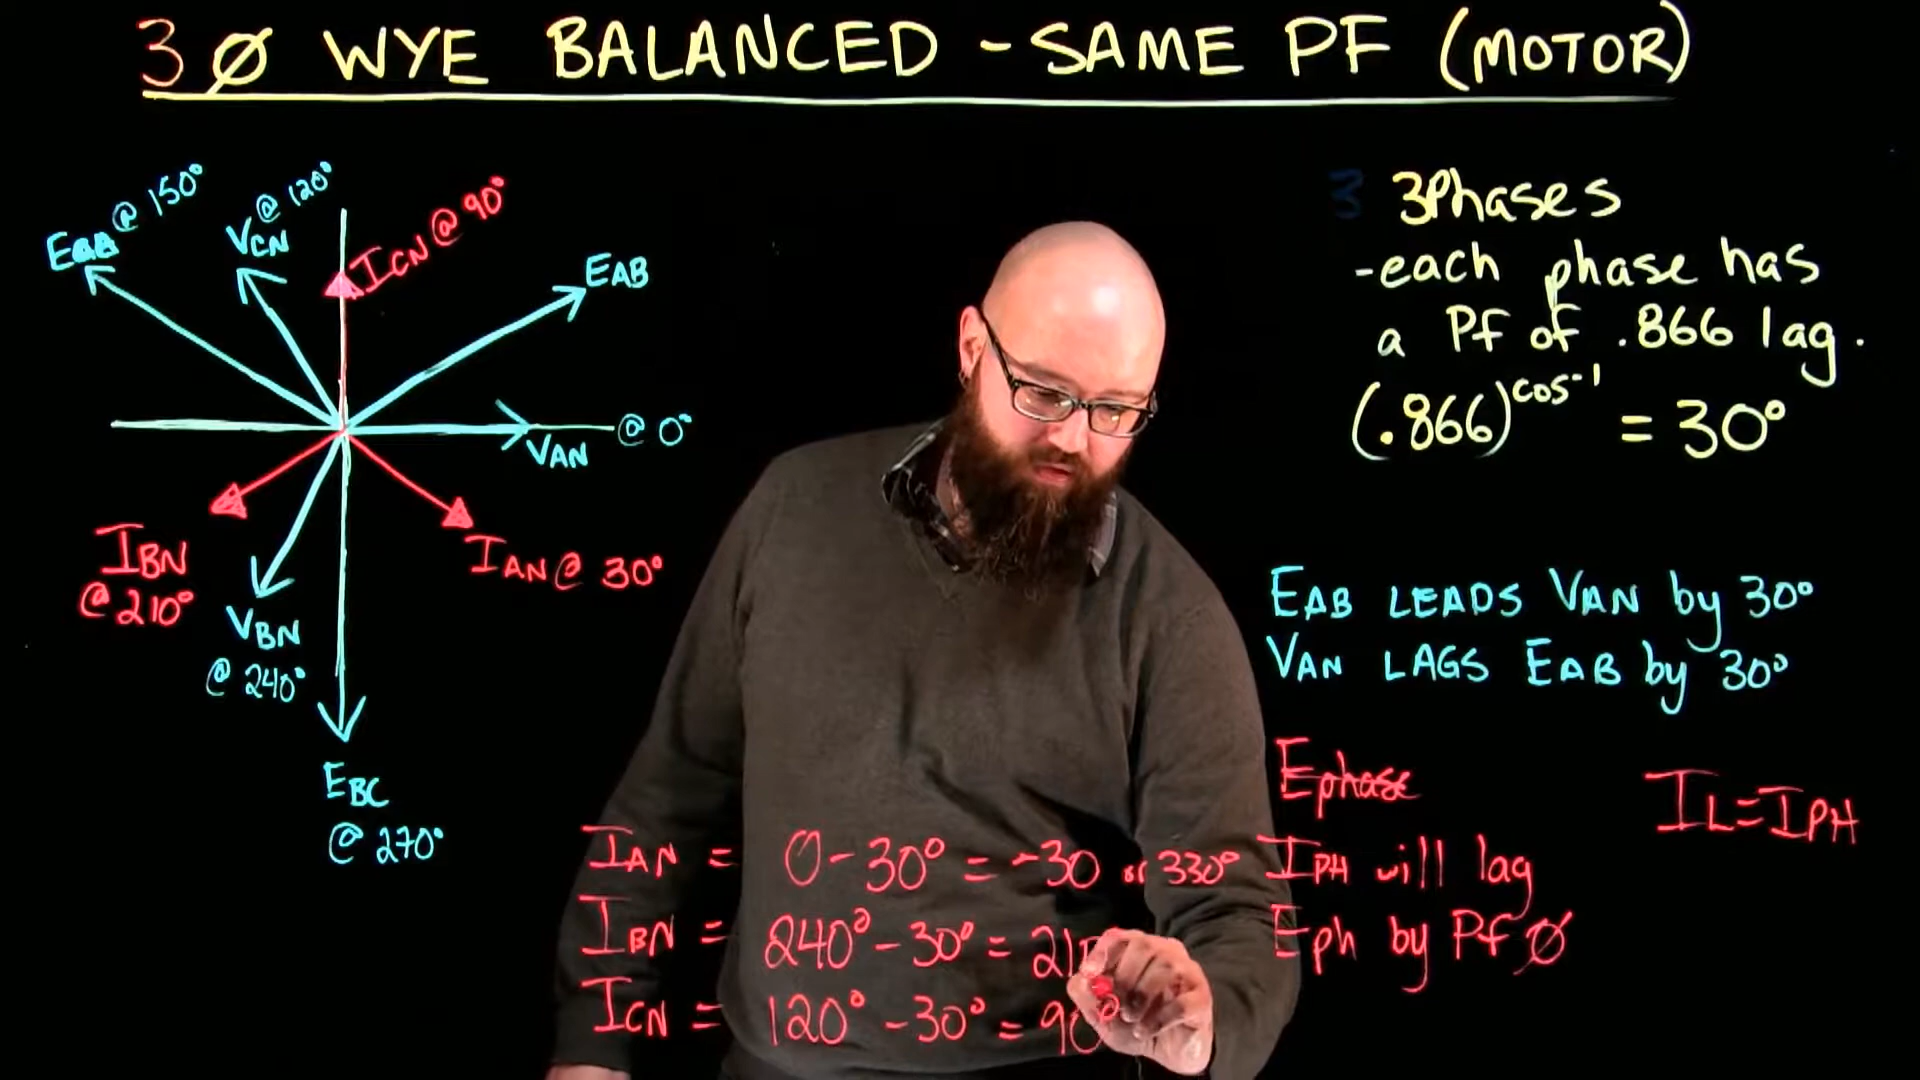 3 Ø WYE BALANCED - SAME PF (MOTOR)
@ 150°
VCN @ 120°
ICN @ 90°
EAB
VAN @ 0°
IBN
@ 210°
IAN @ 30°
VBN
@ 240°
EBC
@ 270°
3 3Phases
- each phase has
a Pf of .866 lag.
(.866)cos-1 = 30°
EAB LEADS VAN by 30°
VAN LAGS EAB by 30°
Ephase
IL = IPH
IPH will lag
Eph by Pf Ø
IAN = 0 - 30° = -30 or 330°
IBN = 240° - 30° = 210°
ICN = 120° - 30° = 90°